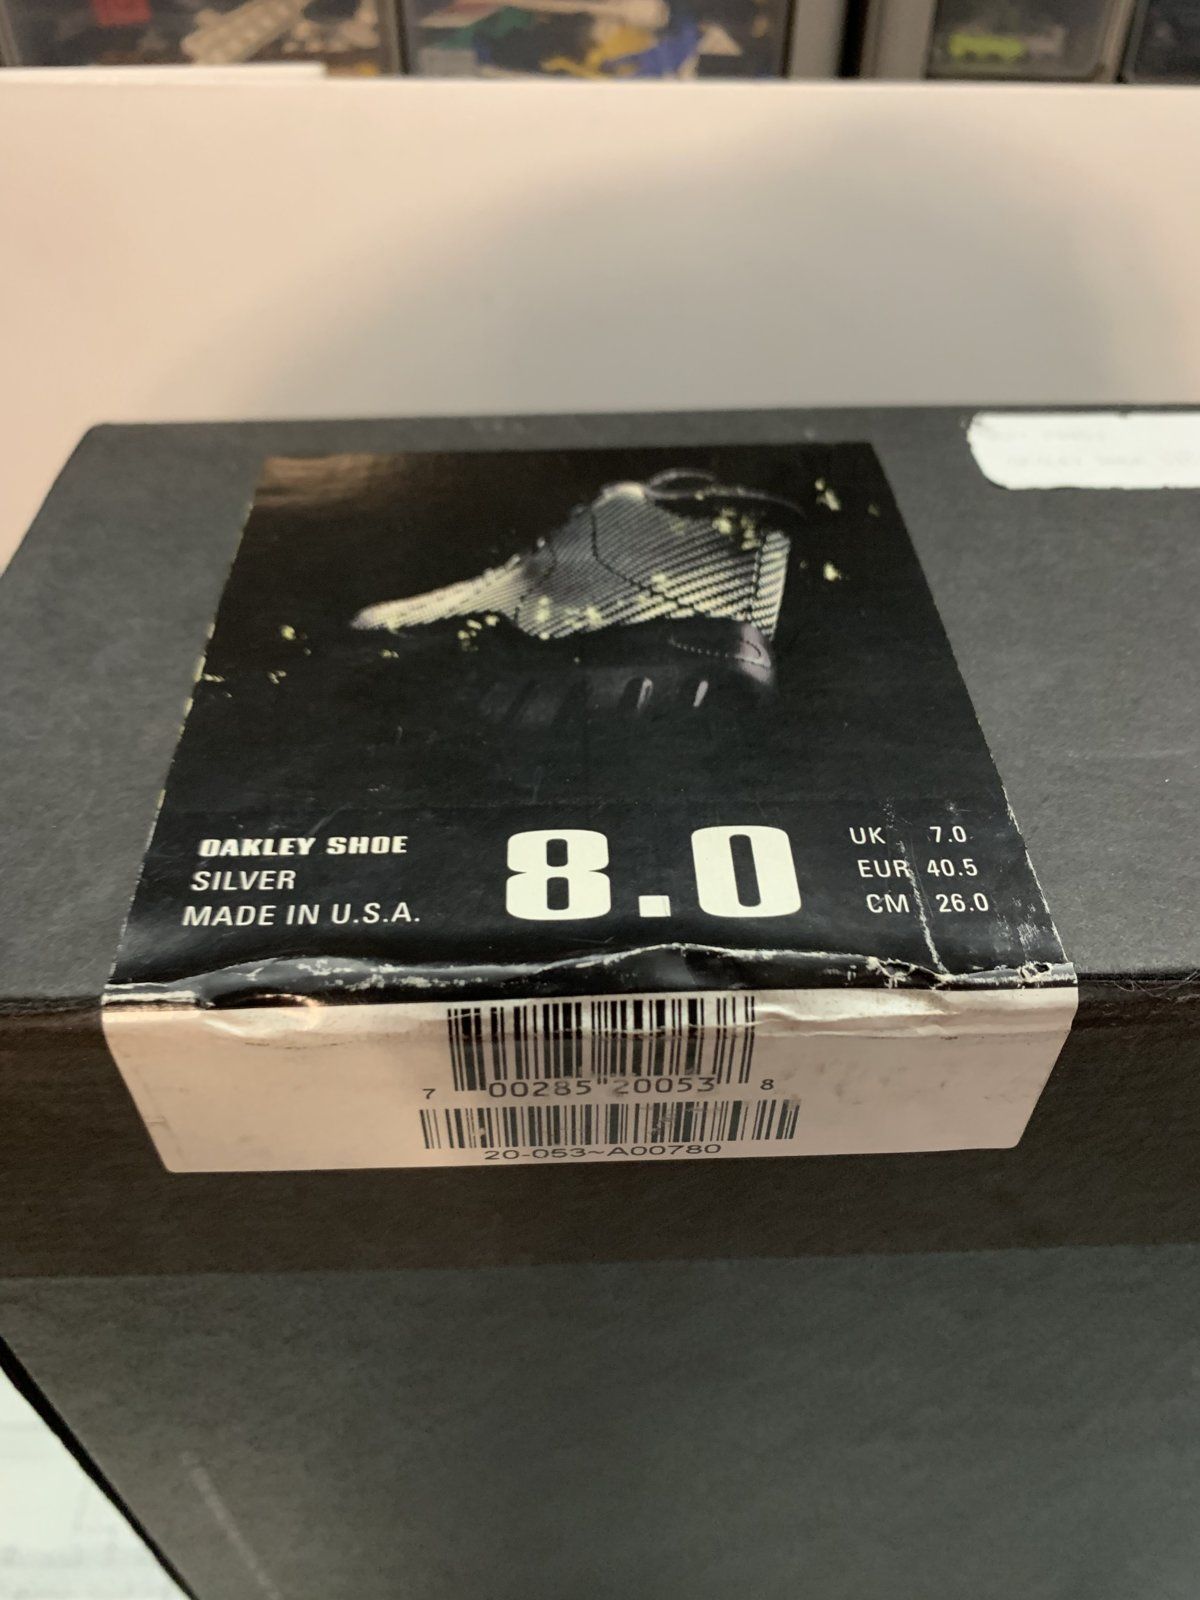 OAKLEY SHOE
SILVER
MADE IN U.S.A.
8.0
UK 7.0
EUR 40.5
CM 26.0
7 00285 20053 8
20-053~A00780